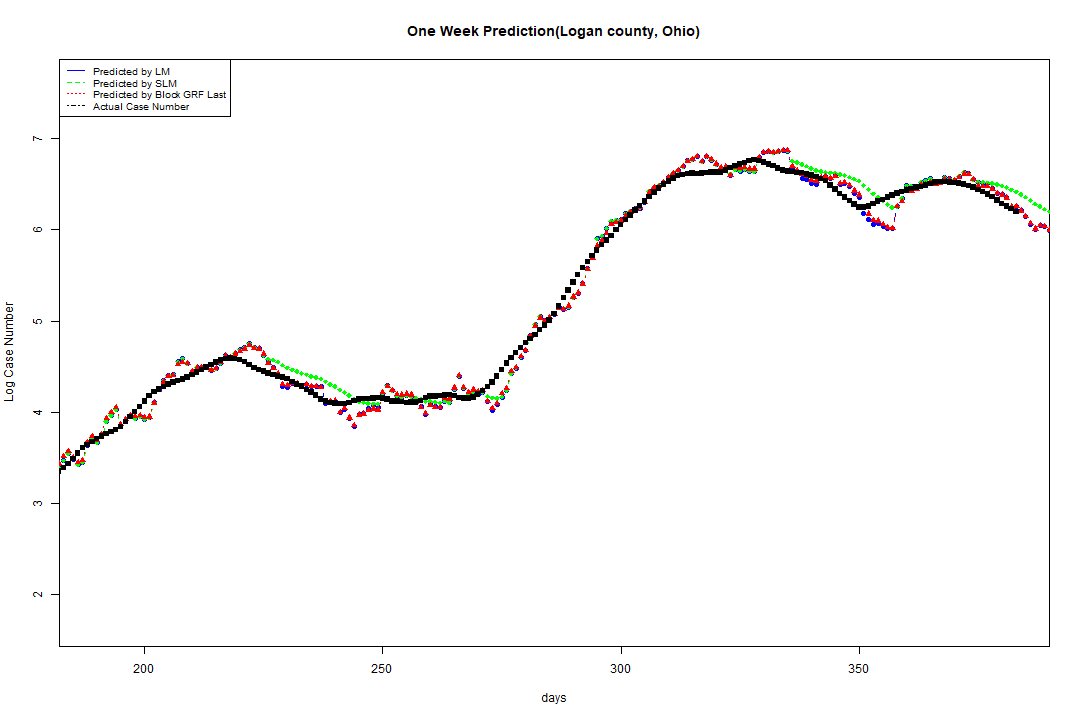 One Week Prediction(Logan county, Ohio)
Predicted by LM
Predicted by SLM
Predicted by Block GRF Last
Actual Case Number
Log Case Number
7
6
5
4
3
2
200 250 300 350
days